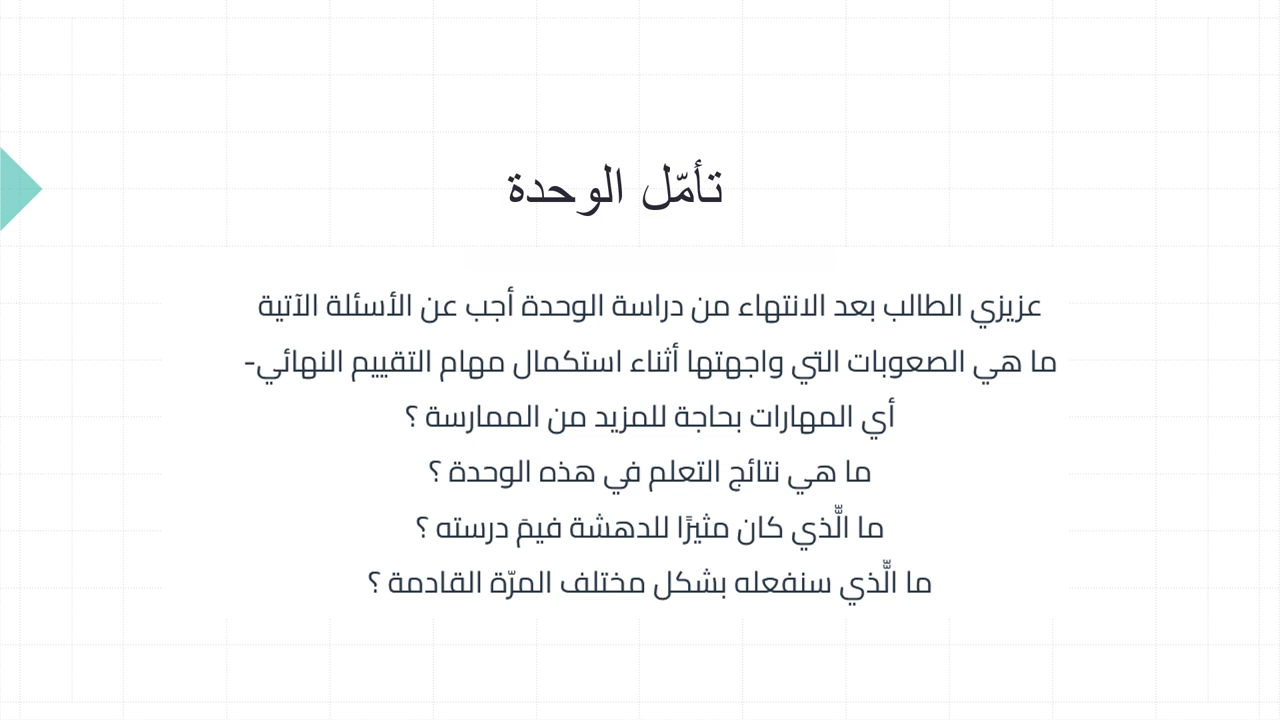 تأمّل الوحدة
عزيزي الطالب بعد الانتهاء من دراسة الوحدة أجب عن الأسئلة الآتية
ما هي الصعوبات التي واجهتها أثناء استكمال مهام التقييم النهائي-
أي المهارات بحاجة للمزيد من الممارسة ؟
ما هي نتائج التعلم في هذه الوحدة ؟
ما الَّذي كان مثيرًا للدهشة فيمَ درسته ؟
ما الَّذي سنفعله بشكل مختلف المرّة القادمة ؟